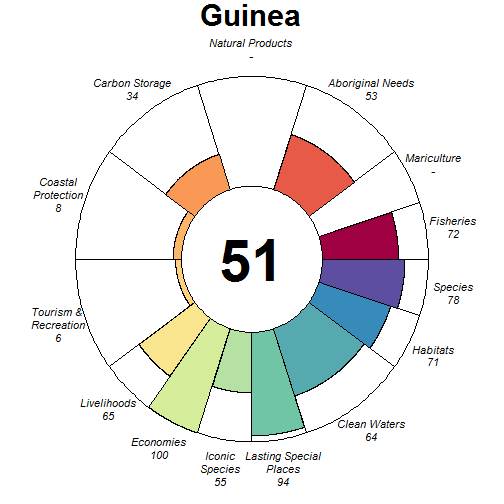 Guinea
Natural Products
-
Carbon Storage
34
Aboriginal Needs
53
Mariculture
-
Coastal
Protection
8
Fisheries
72
51
Species
78
Tourism &
Recreation
6
Habitats
71
Livelihoods
65
Clean Waters
64
Economies
100
Iconic
Species
55
Lasting Special
Places
94